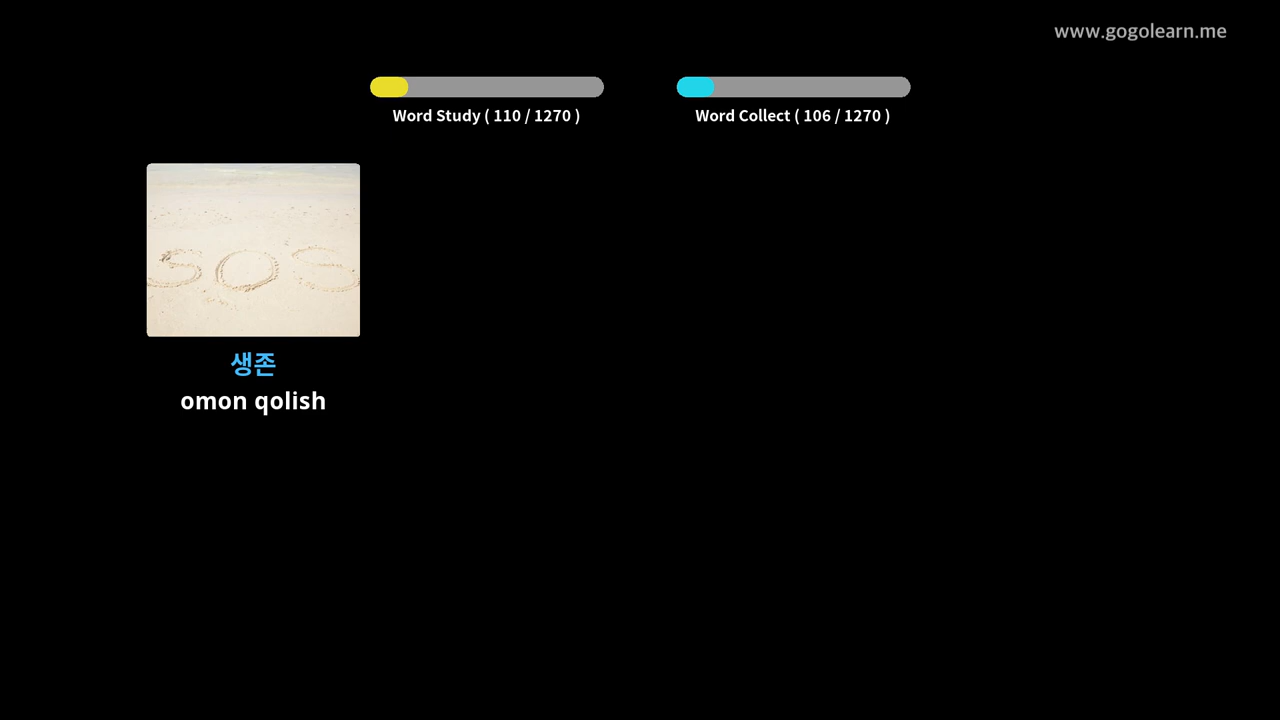 www.gogolearn.me
Word Study ( 110 / 1270 )
Word Collect ( 106 / 1270 )
SOS
생존
omon qolish